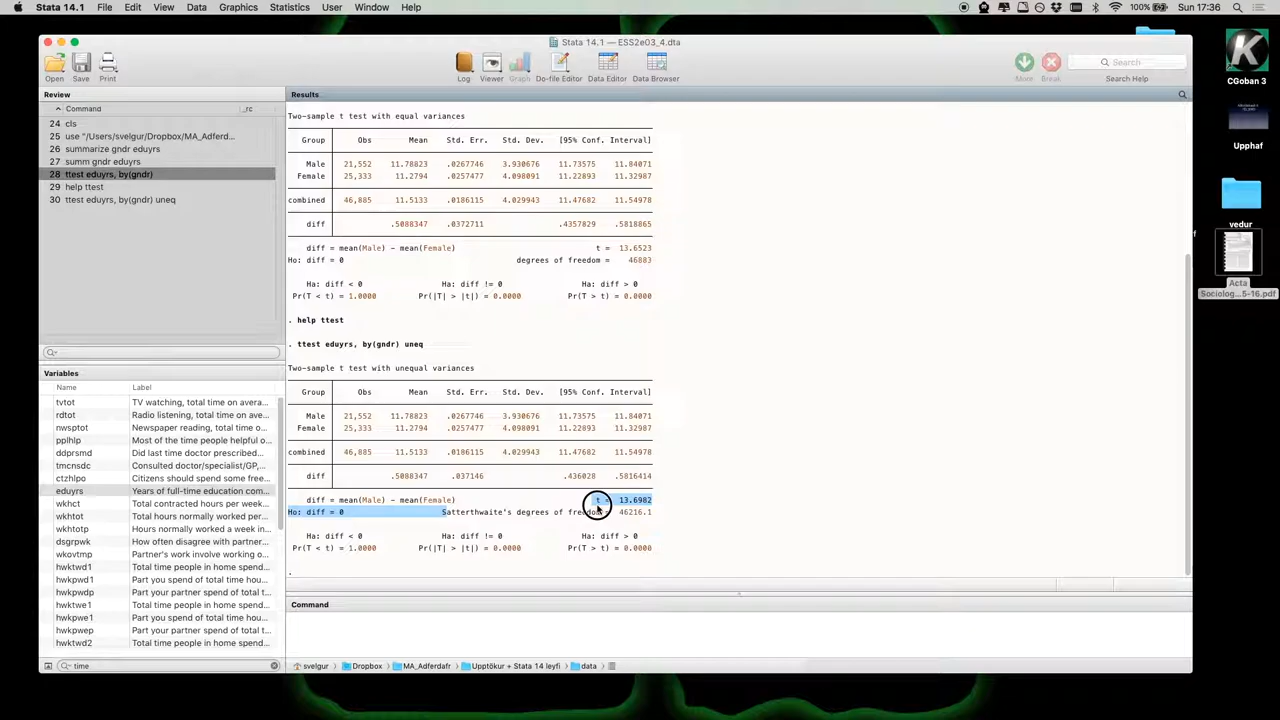 Stata 14.1 File Edit View Data Graphics Statistics User Window Help 100% Sun 17:36
Stata 14.1 — ESS2e03_4.dta
Open Save Print Log Viewer Graph Do-file Editor Data Editor Data Browser More Break Search Help
Search
Review
Results
Command _rc
24 cls
25 use "/Users/svelgur/Dropbox/MA_Adferd...
26 summarize gndr eduyrs
27 summ gndr eduyrs
28 ttest eduyrs, by(gndr)
29 help ttest
30 ttest eduyrs, by(gndr) uneq
Two-sample t test with equal variances
Group Obs Mean Std. Err. Std. Dev. [95% Conf. Interval]
Male 21,552 11.78823 .0267746 3.930676 11.73575 11.84071
Female 25,333 11.2794 .0257477 4.098091 11.22893 11.32987
combined 46,885 11.5133 .0186115 4.029943 11.47682 11.54978
diff .5088347 .0372711 .4357829 .5818865
diff = mean(Male) - mean(Female) t = 13.6523
Ho: diff = 0 degrees of freedom = 46883
Ha: diff < 0 Ha: diff != 0 Ha: diff > 0
Pr(T < t) = 1.0000 Pr(|T| > |t|) = 0.0000 Pr(T > t) = 0.0000
. help ttest
. ttest eduyrs, by(gndr) uneq
Two-sample t test with unequal variances
Group Obs Mean Std. Err. Std. Dev. [95% Conf. Interval]
Male 21,552 11.78823 .0267746 3.930676 11.73575 11.84071
Female 25,333 11.2794 .0257477 4.098091 11.22893 11.32987
combined 46,885 11.5133 .0186115 4.029943 11.47682 11.54978
diff .5088347 .037146 .436028 .5816414
diff = mean(Male) - mean(Female) t = 13.6982
Ho: diff = 0 Satterthwaite's degrees of freedom = 46216.1
Ha: diff < 0 Ha: diff != 0 Ha: diff > 0
Pr(T < t) = 1.0000 Pr(|T| > |t|) = 0.0000 Pr(T > t) = 0.0000
.
Variables
Name Label
tvtot TV watching, total time on avera...
rdtot Radio listening, total time on ave...
nwsptot Newspaper reading, total time o...
pplhlp Most of the time people helpful o...
ddprsmd Did last time doctor prescribed...
tmcnsdc Consulted doctor/specialist/GP,...
ctzhlpo Citizens should spend some free...
eduyrs Years of full-time education com...
wkhct Total contracted hours per week...
wkhtot Total hours normally worked per...
wkhtotp Hours normally worked a week in...
dsgrpwk How often disagree with partner...
wkovtmp Partner's work involve working o...
hwktwd1 Total time people in home spend...
hwkpwd1 Part you spend of total time hou...
hwkpwdp Part your partner spend of total t...
hwktwe1 Total time people in home spend...
hwkpwe1 Part you spend of total time hou...
hwkpwep Part your partner spend of total t...
hwktwd2 Total time people in home spend...
time
Command
svelgur Dropbox MA_Adferdafr Upptökur + Stata 14 leyfi data
CGoban 3
Upphaf
vedur
Acta
Sociolog...5-16.pdf